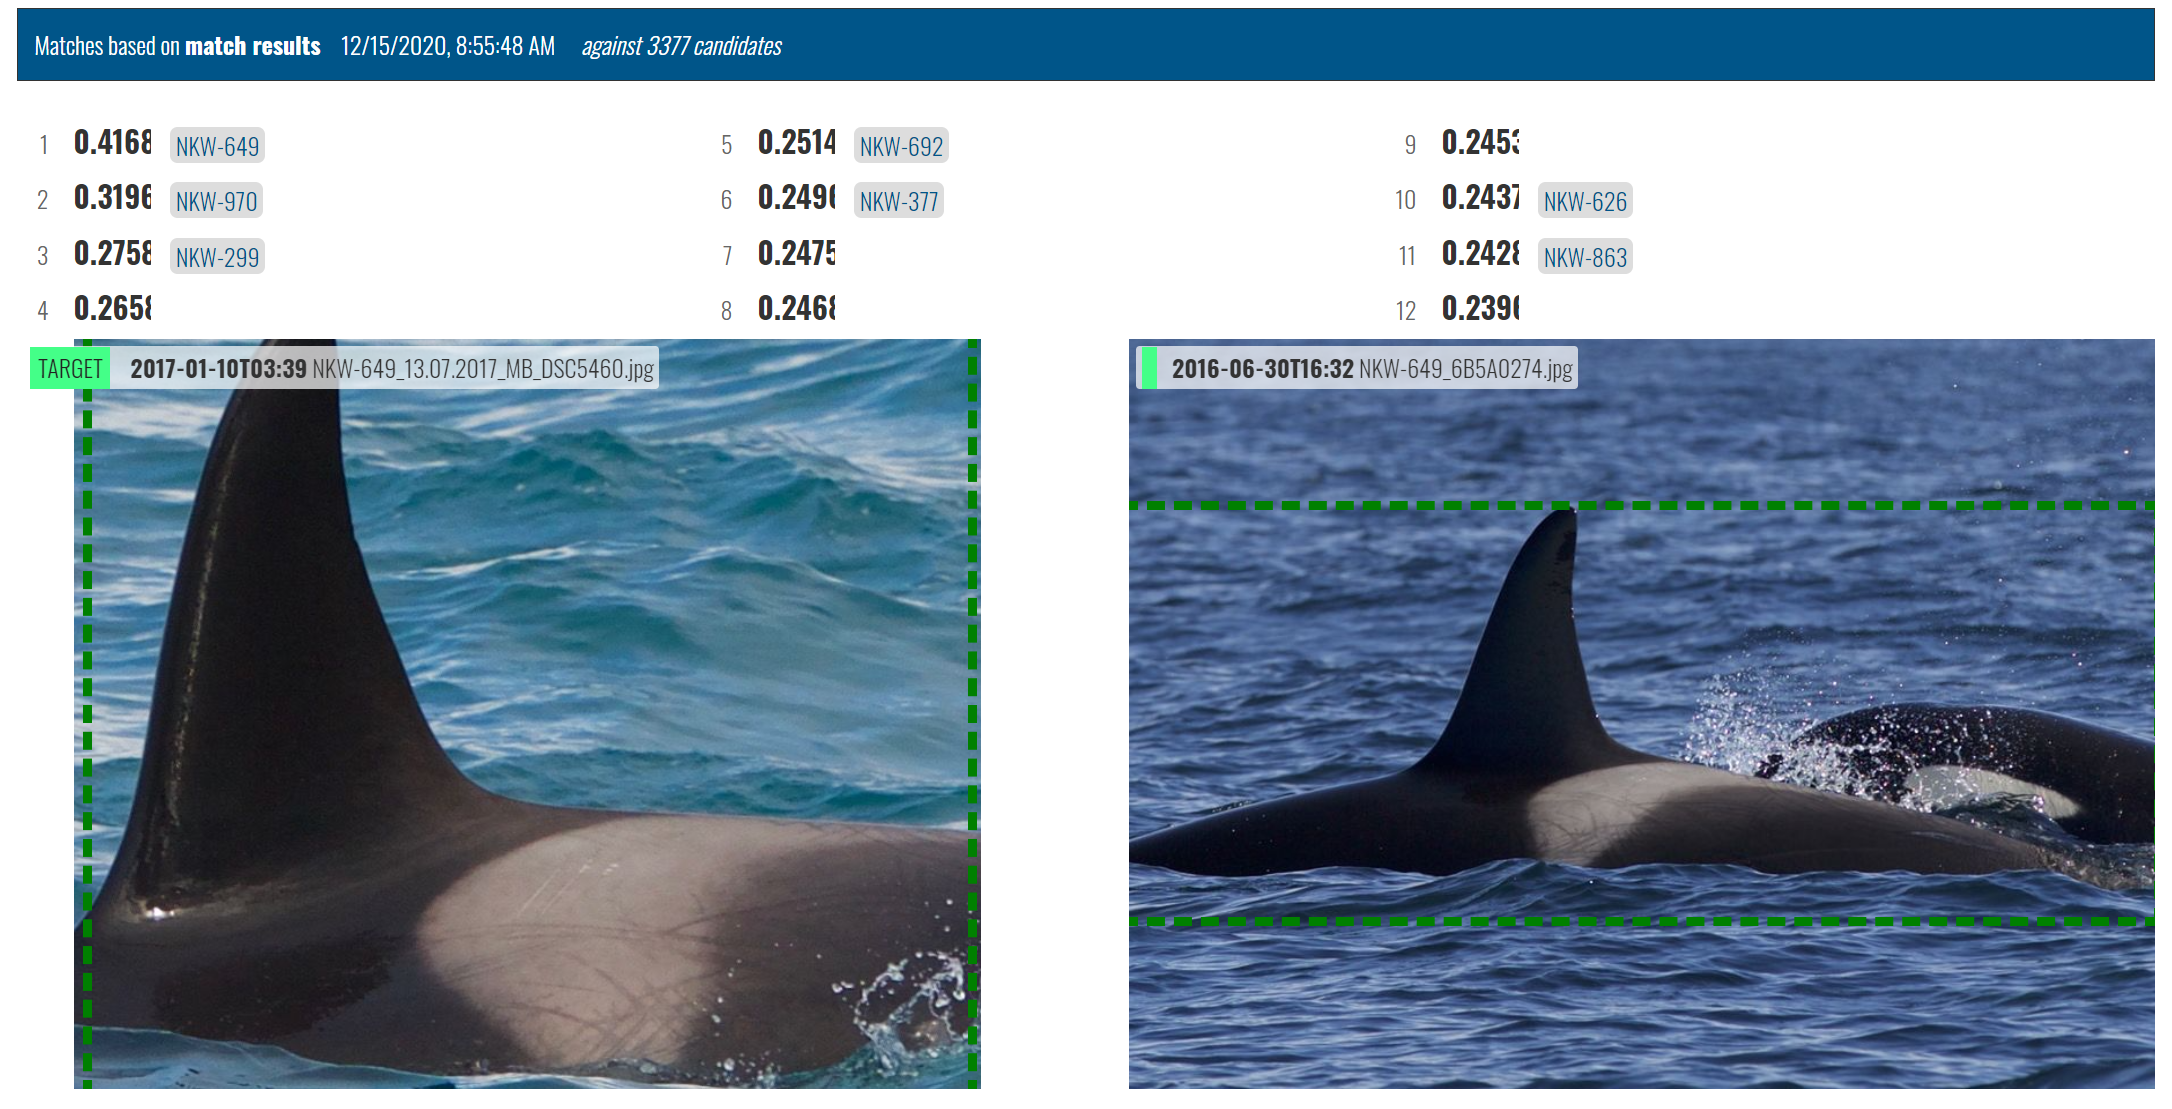 Matches based on match results 12/15/2020, 8:55:48 AM against 3377 candidates
1 0.4168 NKW-649
2 0.3196 NKW-970
3 0.2758 NKW-299
4 0.2658
5 0.2514 NKW-692
6 0.2496 NKW-377
7 0.2475
8 0.2468
9 0.2453
10 0.2437 NKW-626
11 0.2428 NKW-863
12 0.2396
TARGET 2017-01-10T03:39 NKW-649_13.07.2017_MB_DSC5460.jpg
2016-06-30T16:32 NKW-649_6B5A0274.jpg